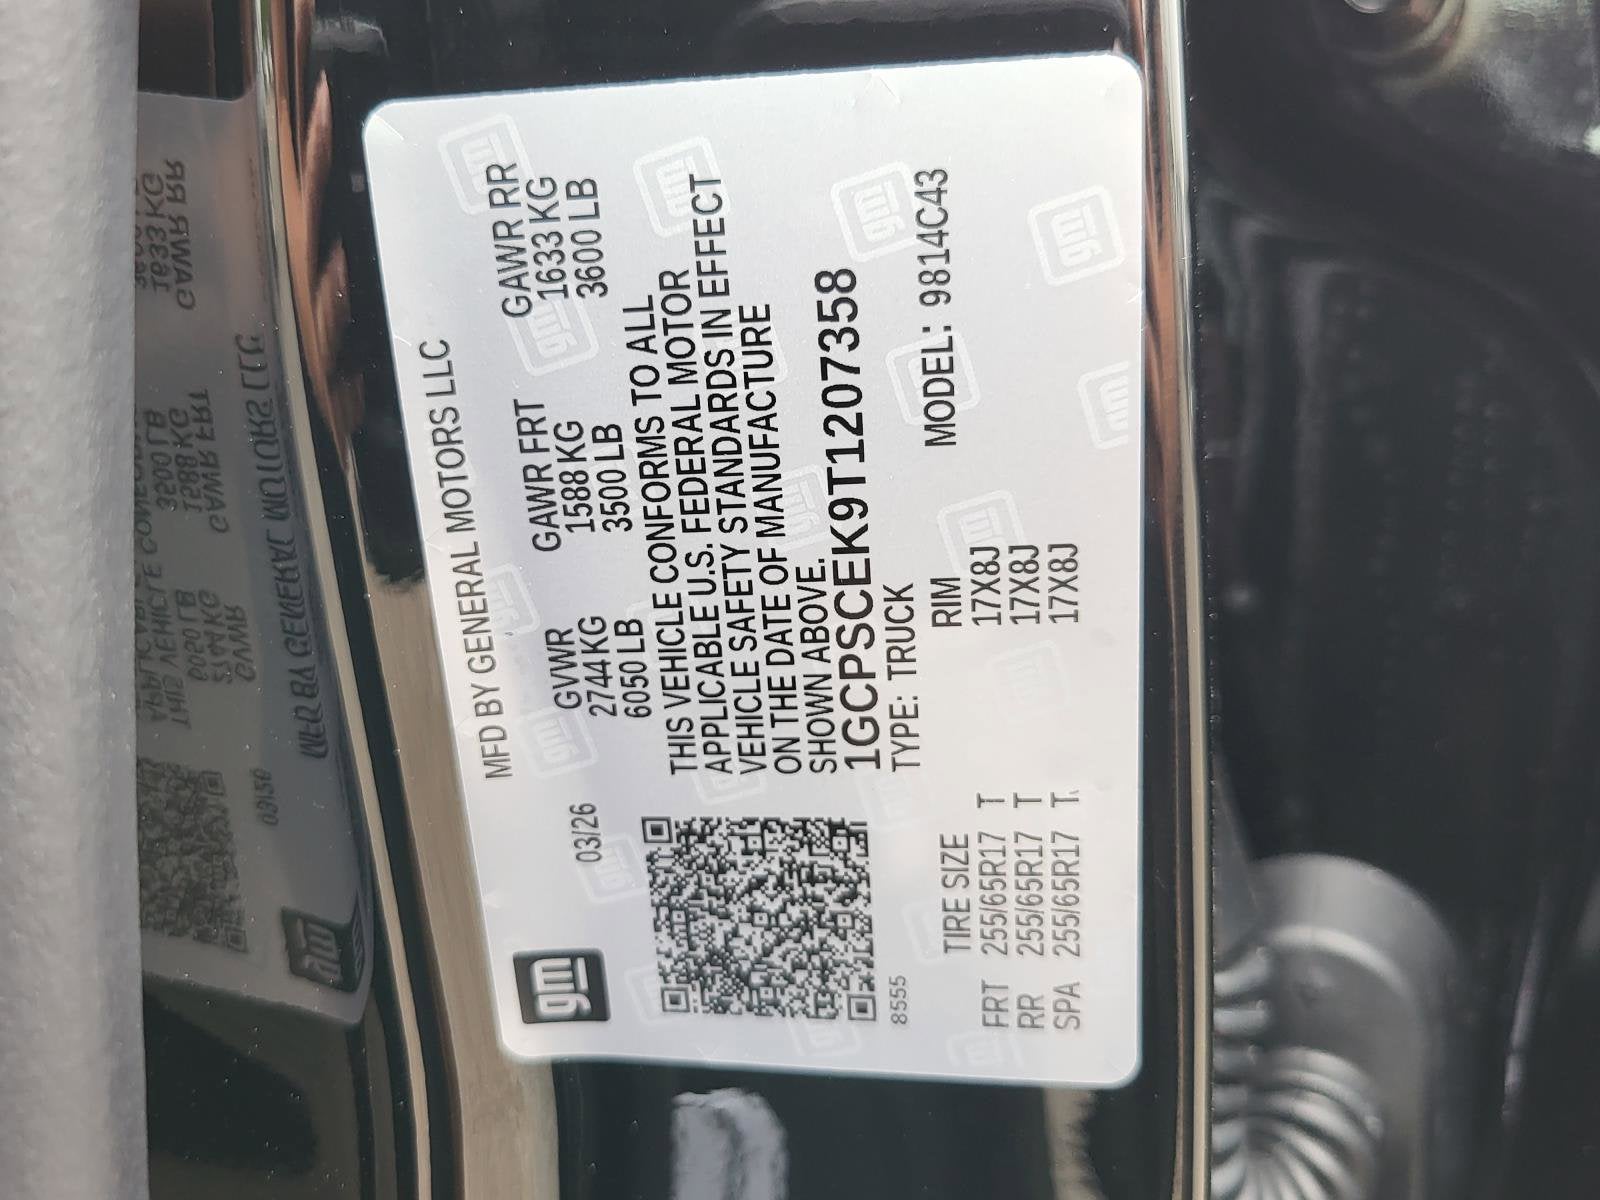 gm
03/26
MFD BY GENERAL MOTORS LLC
GVWR GAWR FRT GAWR RR
2744 KG 1588 KG 1633 KG
6050 LB 3500 LB 3600 LB
THIS VEHICLE CONFORMS TO ALL
APPLICABLE U.S. FEDERAL MOTOR
VEHICLE SAFETY STANDARDS IN EFFECT
ON THE DATE OF MANUFACTURE
SHOWN ABOVE.
1GCPSCEK9T1207358
8555
TYPE: TRUCK MODEL: 9814C43
TIRE SIZE RIM
FRT 255/65R17 T 17X8J
RR 255/65R17 T 17X8J
SPA 255/65R17 T 17X8J